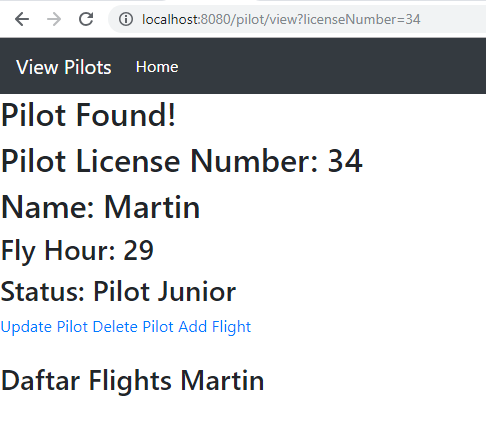 localhost:8080/pilot/view?licenseNumber=34
View Pilots Home
Pilot Found!
Pilot License Number: 34
Name: Martin
Fly Hour: 29
Status: Pilot Junior
Update Pilot Delete Pilot Add Flight
Daftar Flights Martin